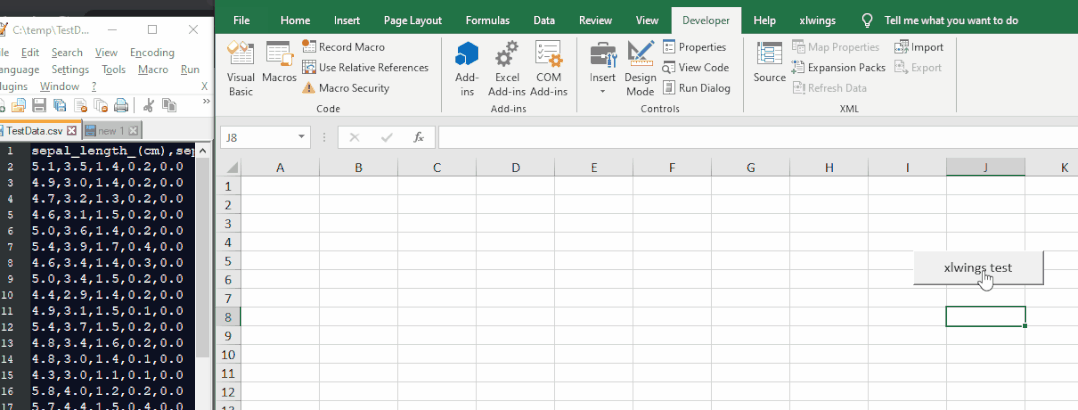 C:\temp\TestD...
File Home Insert Page Layout Formulas Data Review View Developer Help xlwings Tell me what you want to do
Edit Search View Encoding
Settings Tools Macro Run
Window ? X
Visual Basic
Macros
Record Macro
Use Relative References
Macro Security
Code
Add-ins
Excel Add-ins
COM Add-ins
Add-ins
Insert
Design Mode
Properties
View Code
Run Dialog
Controls
Source
Map Properties
Expansion Packs
Refresh Data
Import
Export
XML
TestData.csv new 1
J8 fx
A B C D E F G H I J K
1 sepal_length_(cm),sep
2 5.1,3.5,1.4,0.2,0.0
3 4.9,3.0,1.4,0.2,0.0
4 4.7,3.2,1.3,0.2,0.0
5 4.6,3.1,1.5,0.2,0.0
6 5.0,3.6,1.4,0.2,0.0
7 5.4,3.9,1.7,0.4,0.0
8 4.6,3.4,1.4,0.3,0.0
9 5.0,3.4,1.5,0.2,0.0
10 4.4,2.9,1.4,0.2,0.0
11 4.9,3.1,1.5,0.1,0.0
12 5.4,3.7,1.5,0.2,0.0
13 4.8,3.4,1.6,0.2,0.0
14 4.8,3.0,1.4,0.1,0.0
15 4.3,3.0,1.1,0.1,0.0
16 5.8,4.0,1.2,0.2,0.0
17 5.7,4.4,1.5,0.4,0.0
1
2
3
4
5
6
7
8
9
10
11
12
13
xlwings test